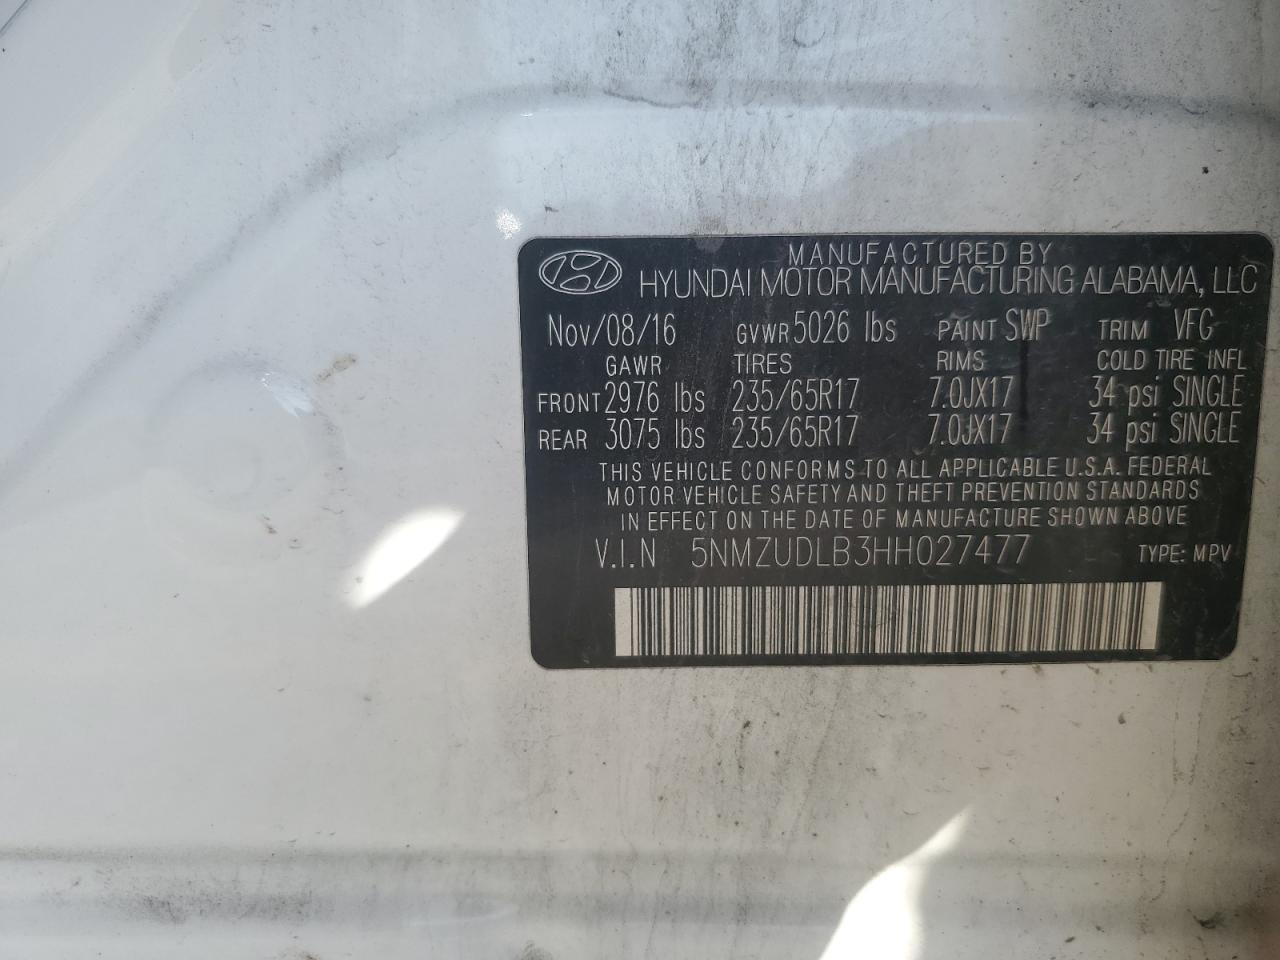 MANUFACTURED BY
HYUNDAI MOTOR MANUFACTURING ALABAMA, LLC
Nov/08/16 GVWR 5026 lbs PAINT SWP TRIM VFG
GAWR TIRES RIMS COLD TIRE INFL
FRONT 2976 lbs 235/65R17 7.0JX17 34 psi SINGLE
REAR 3075 lbs 235/65R17 7.0JX17 34 psi SINGLE
THIS VEHICLE CONFORMS TO ALL APPLICABLE U.S.A. FEDERAL
MOTOR VEHICLE SAFETY AND THEFT PREVENTION STANDARDS
IN EFFECT ON THE DATE OF MANUFACTURE SHOWN ABOVE
V.I.N 5NMZUDLB3HH027477 TYPE: MPV